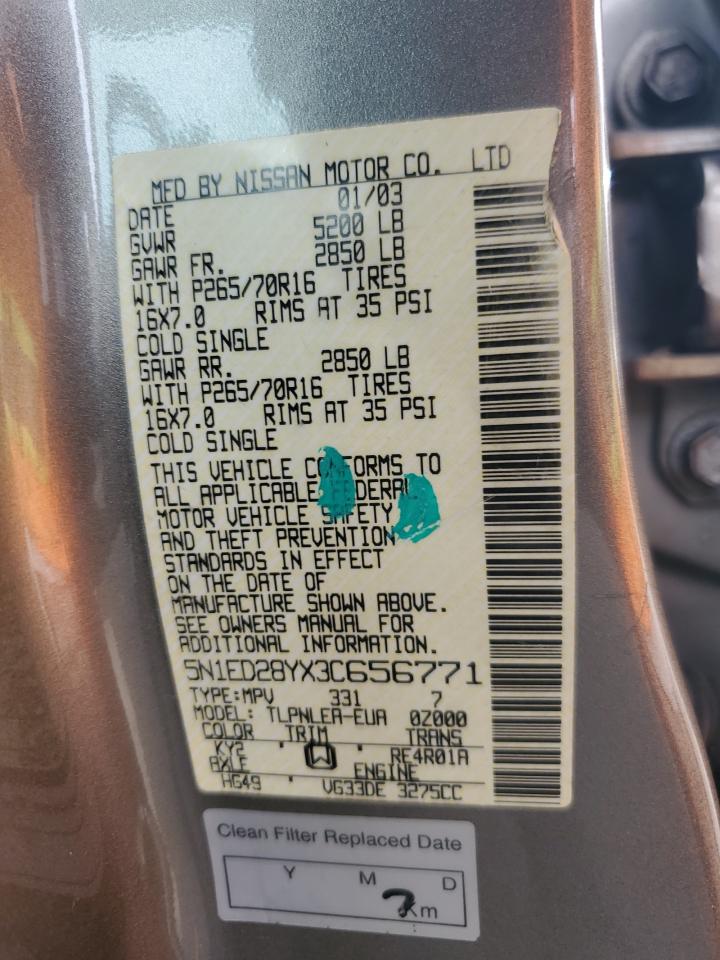 MFD BY NISSAN MOTOR CO. LTD
DATE 01/03
GVWR 5200 LB
GAWR FR. 2850 LB
WITH P265/70R16 TIRES
16X7.0 RIMS AT 35 PSI
COLD SINGLE
GAWR RR. 2850 LB
WITH P265/70R16 TIRES
16X7.0 RIMS AT 35 PSI
COLD SINGLE
THIS VEHICLE CONFORMS TO
ALL APPLICABLE FEDERAL
MOTOR VEHICLE SAFETY
AND THEFT PREVENTION
STANDARDS IN EFFECT
ON THE DATE OF
MANUFACTURE SHOWN ABOVE.
SEE OWNERS MANUAL FOR
ADDITIONAL INFORMATION.
5N1ED28YX3C656771
TYPE:MPV 331 7
MODEL: TLPNLEA-EUA 0Z000
COLOR TRIM TRANS
KY2 W RE4R01A
AXLE ENGINE
HG49 VG33DE 3275CC
Clean Filter Replaced Date
Y M D
Km